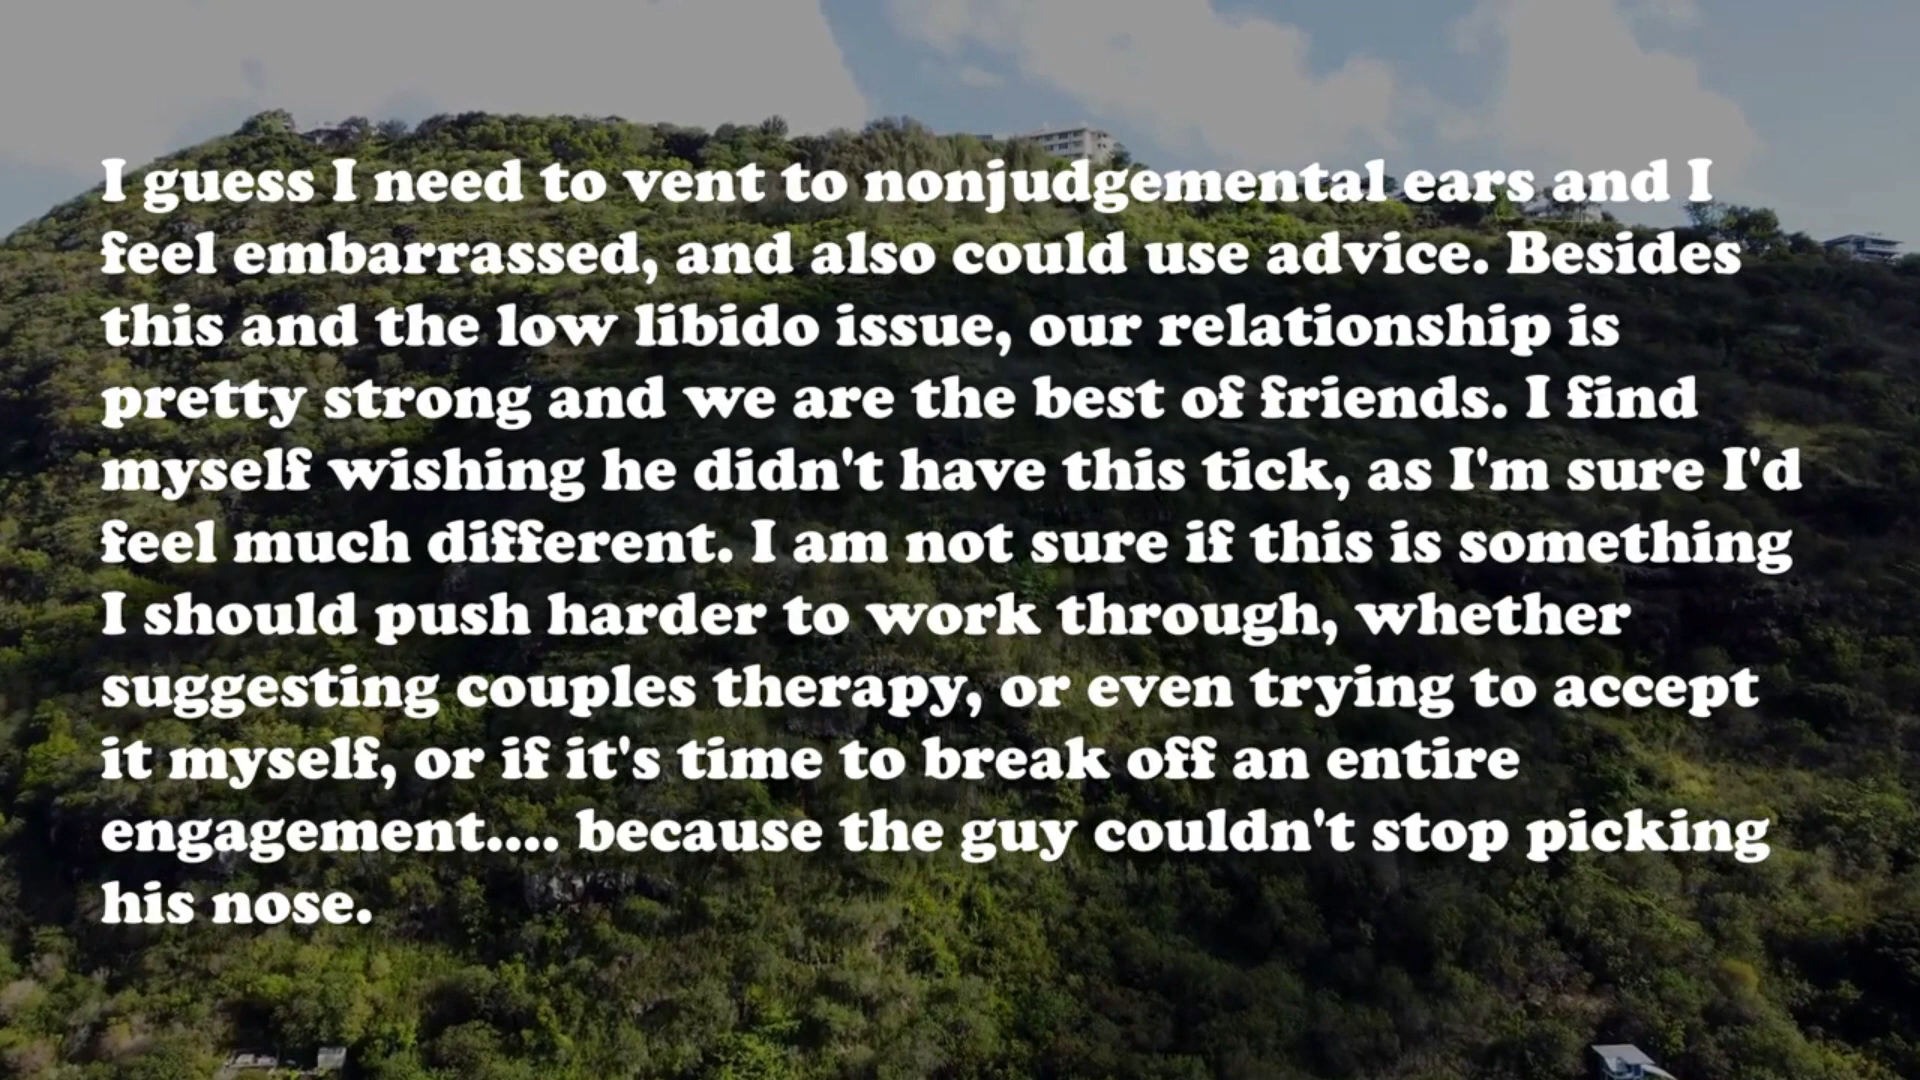 I guess I need to vent to nonjudgemental ears and I
feel embarrassed, and also could use advice. Besides
this and the low libido issue, our relationship is
pretty strong and we are the best of friends. I find
myself wishing he didn't have this tick, as I'm sure I'd
feel much different. I am not sure if this is something
I should push harder to work through, whether
suggesting couples therapy, or even trying to accept
it myself, or if it's time to break off an entire
engagement.... because the guy couldn't stop picking
his nose.